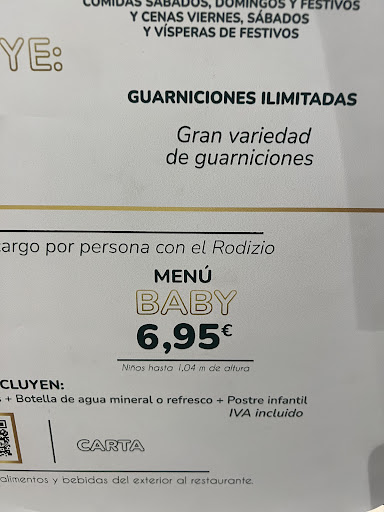 COMIDAS SÁBADOS, DOMINGOS Y FESTIVOS
Y CENAS VIERNES, SÁBADOS
Y VÍSPERAS DE FESTIVOS
YE:
GUARNICIONES ILIMITADAS
Gran variedad
de guarniciones
cargo por persona con el Rodizio
MENÚ
BABY
6,95€
Niños hasta 1,04 m de altura
CLUYEN:
+ Botella de agua mineral o refresco + Postre infantil
IVA incluido
CARTA
alimentos y bebidas del exterior al restaurante.